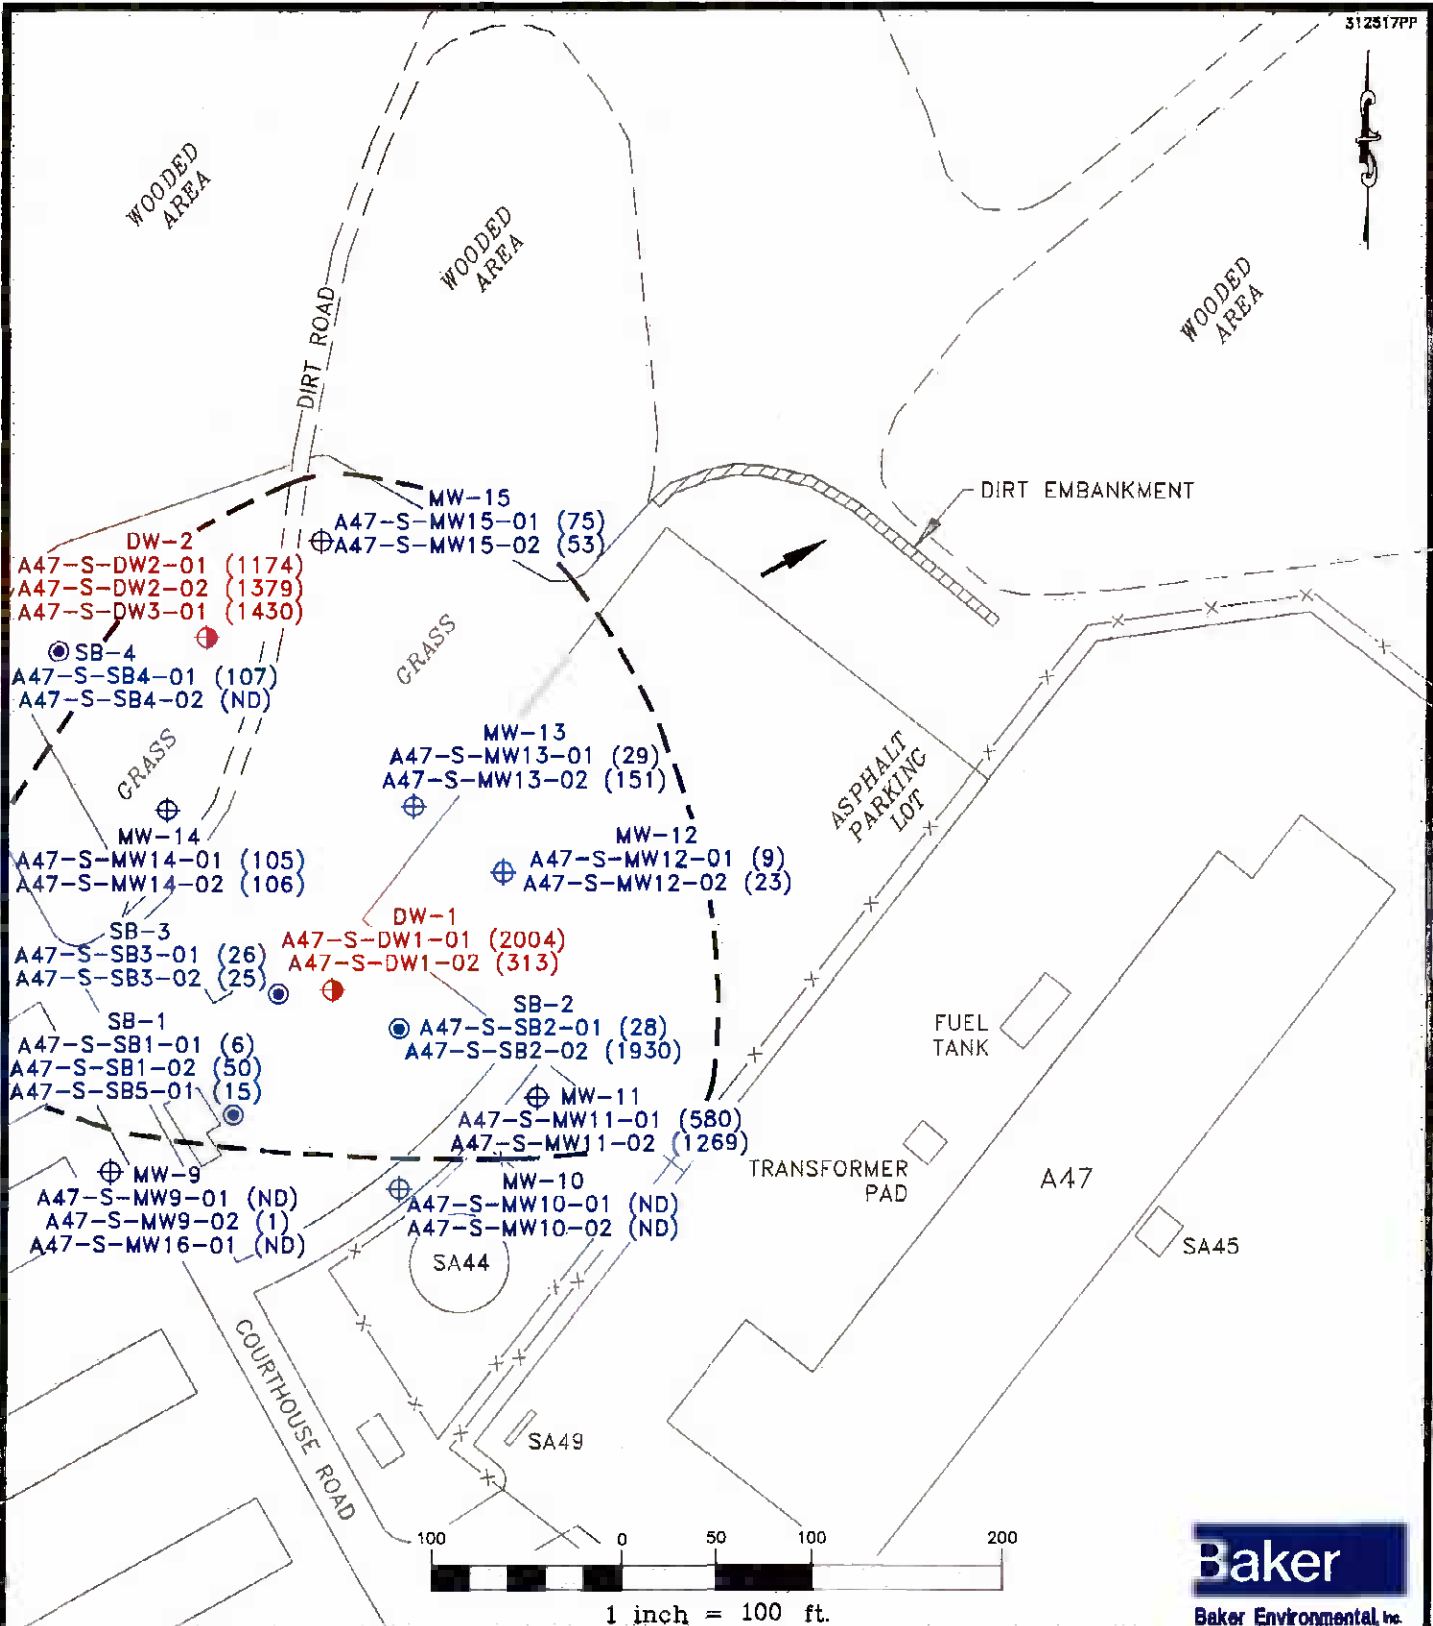 312517PP
WOODED
AREA
WOODED
AREA
WOODED
AREA
DIRT ROAD
DIRT EMBANKMENT
MW-15
A47-S-MW15-01 (75)
A47-S-MW15-02 (53)
DW-2
A47-S-DW2-01 (1174)
A47-S-DW2-02 (1379)
A47-S-DW3-01 (1430)
SB-4
A47-S-SB4-01 (107)
A47-S-SB4-02 (ND)
GRASS
GRASS
MW-13
A47-S-MW13-01 (29)
A47-S-MW13-02 (151)
ASPHALT
PARKING
LOT
MW-14
A47-S-MW14-01 (105)
A47-S-MW14-02 (106)
MW-12
A47-S-MW12-01 (9)
A47-S-MW12-02 (23)
SB-3
A47-S-SB3-01 (26)
A47-S-SB3-02 (25)
DW-1
A47-S-DW1-01 (2004)
A47-S-DW1-02 (313)
SB-2
A47-S-SB2-01 (28)
A47-S-SB2-02 (1930)
SB-1
A47-S-SB1-01 (6)
A47-S-SB1-02 (50)
A47-S-SB5-01 (15)
FUEL
TANK
MW-11
A47-S-MW11-01 (580)
A47-S-MW11-02 (1269)
MW-9
A47-S-MW9-01 (ND)
A47-S-MW9-02 (1)
A47-S-MW16-01 (ND)
MW-10
A47-S-MW10-01 (ND)
A47-S-MW10-02 (ND)
TRANSFORMER
PAD
A47
SA45
SA44
COURTHOUSE ROAD
SA49
100 0 50 100 200
1 inch = 100 ft.
Baker
Baker Environmental, Inc.